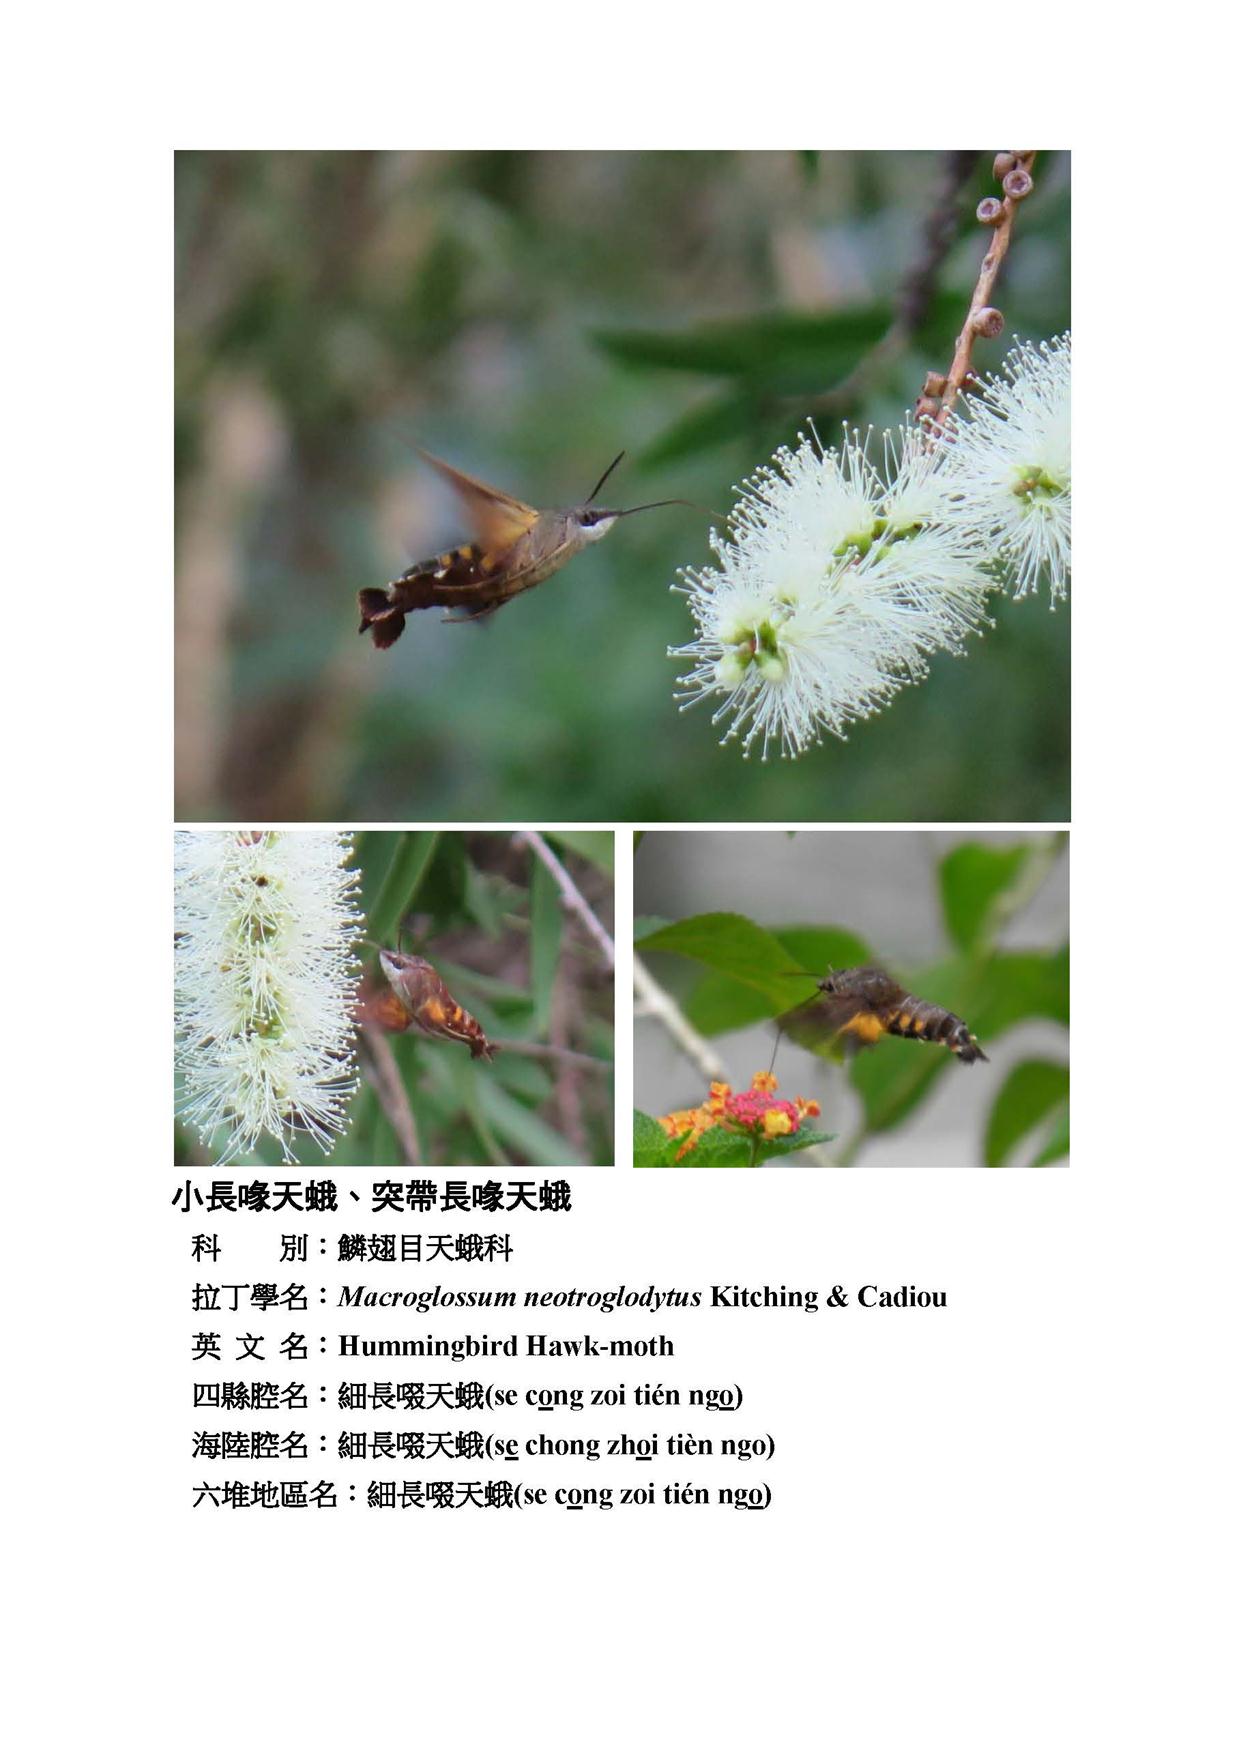 小長喙天蛾、突帶長喙天蛾
科　　別：鱗翅目天蛾科
拉丁學名：Macroglossum neotroglodytus Kitching & Cadiou
英 文 名：Hummingbird Hawk-moth
四縣腔名：細長啜天蛾(se cong zoi tién ngo)
海陸腔名：細長啜天蛾(se chong zhoi tièn ngo)
六堆地區名：細長啜天蛾(se cong zoi tién ngo)